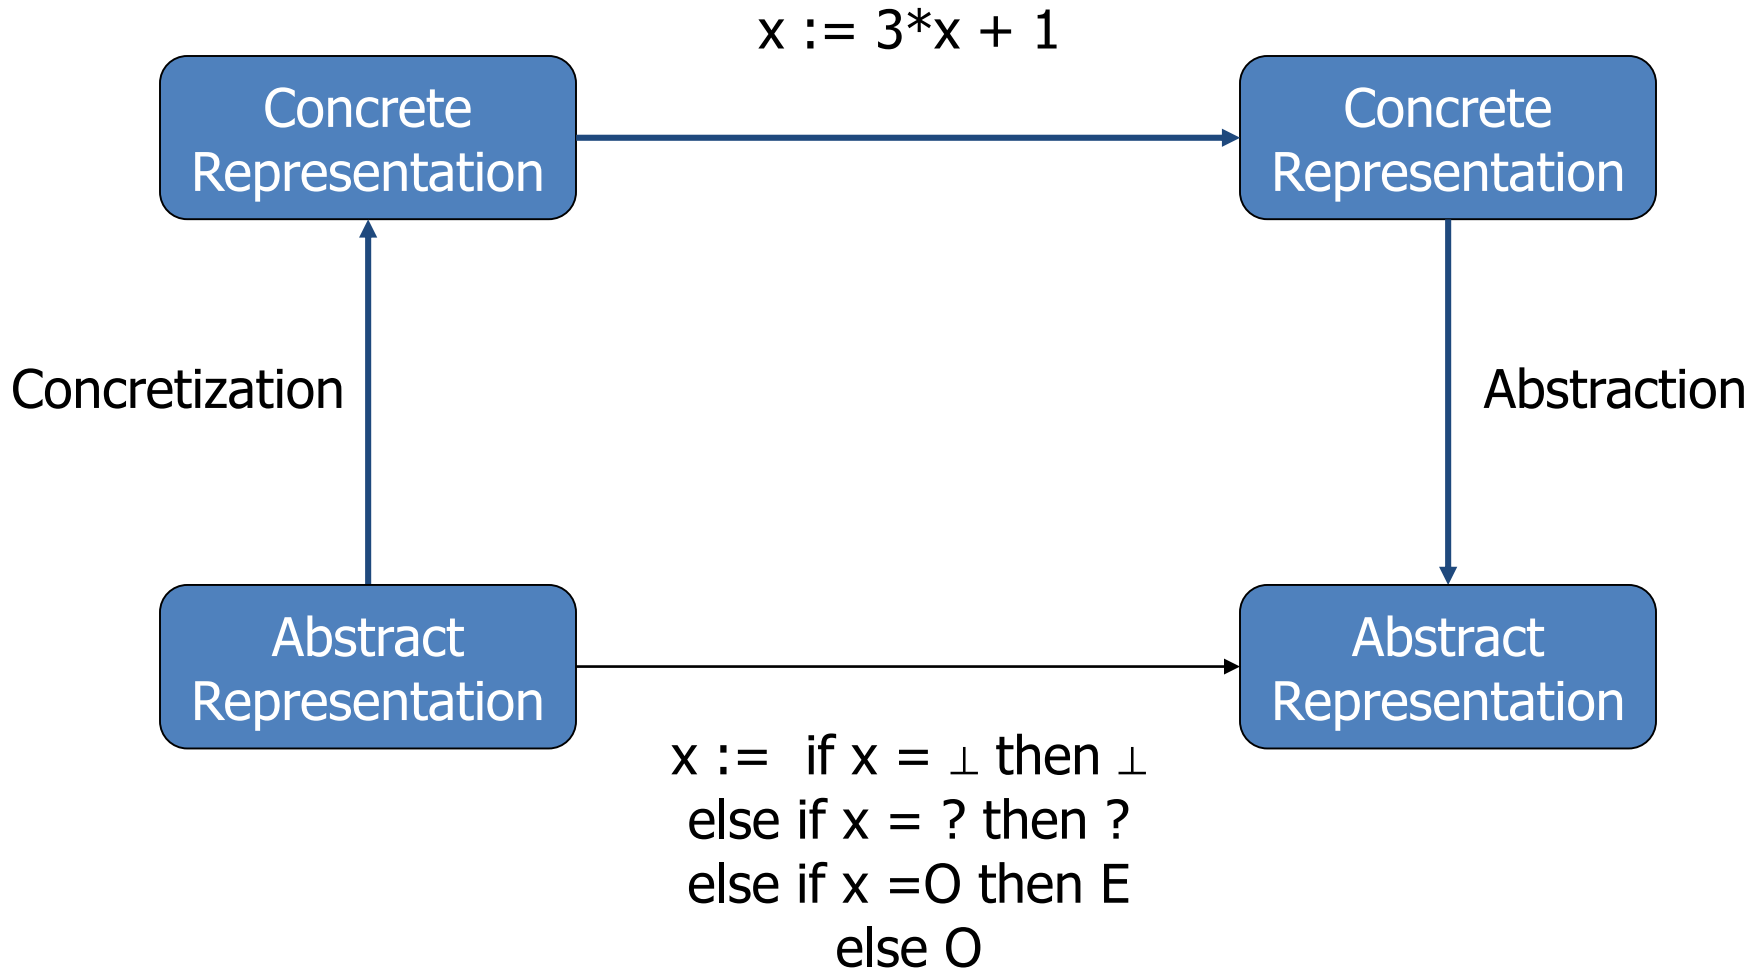 x := 3*x + 1
Concrete
Representation
Concrete
Representation
Concretization
Abstraction
Abstract
Representation
Abstract
Representation
x := if x = ⊥ then ⊥
else if x = ? then ?
else if x =O then E
else O